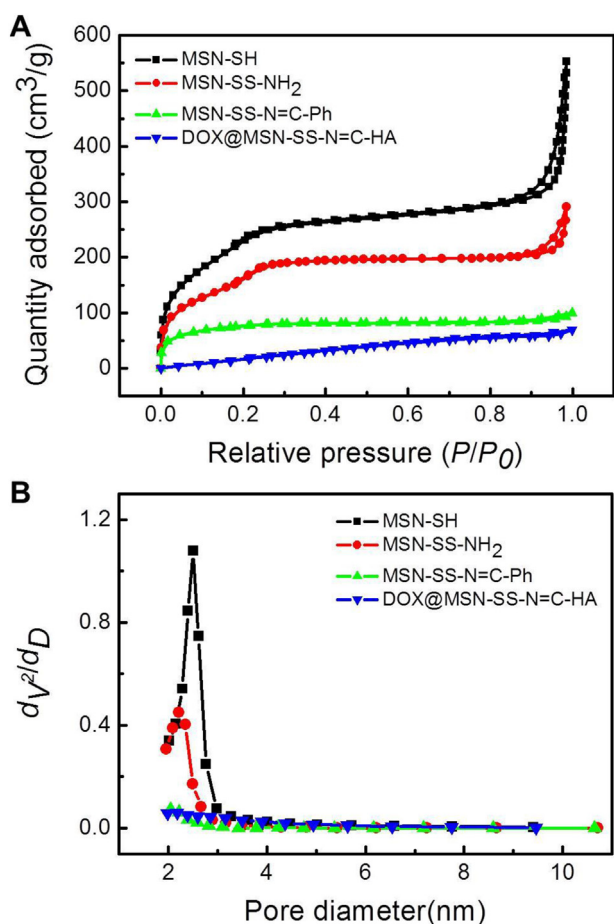 A
600
500
400
300
200
100
0
Quantity adsorbed (cm³/g)
MSN-SH
MSN-SS-NH₂
MSN-SS-N=C-Ph
DOX@MSN-SS-N=C-HA
0.0 0.2 0.4 0.6 0.8 1.0
Relative pressure (P/P₀)
B
1.2
0.8
0.4
0.0
dV²/dD
MSN-SH
MSN-SS-NH₂
MSN-SS-N=C-Ph
DOX@MSN-SS-N=C-HA
2 4 6 8 10
Pore diameter(nm)